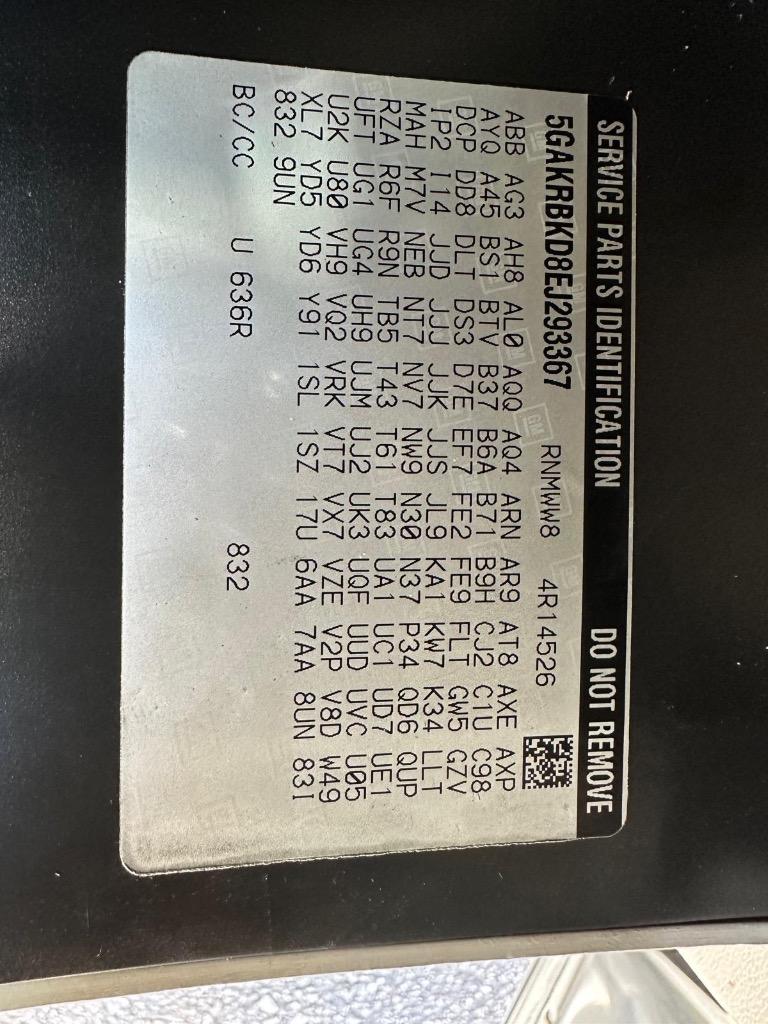 SERVICE PARTS IDENTIFICATION DO NOT REMOVE
5GAKRBKD8EJ293367 RNMWW8 4R14526
ABB AG3 AH8 AL0 AQQ AQ4 ARN AR9 AT8 AXE AXP
AYQ A45 BS1 BTV B37 B6A B71 B9H CJ2 C1U C98
DCP DD8 DLT DS3 D7E EF7 FE2 FE9 FLT GW5 GZV
IP2 I14 JJD JJJ JJK JJS JL9 KA1 KW7 K34 LLT
MAH M7V NEB NT7 NV7 NW9 N30 N37 P34 QD6 QUP
RZA R6F R9N TB5 T43 T61 T83 UA1 UC1 UD7 UE1
UFT UG1 UG4 UH9 UJM UJ2 UK3 UQF UUD UVC U05
U2K U80 VH9 VQ2 VRK VT7 VX7 VZE V2P V8D W49
XL7 YD5 YD6 Y91 1SL 1SZ 17U 6AA 7AA 8UN 83I
832 9UN
BC/CC U 636R 832